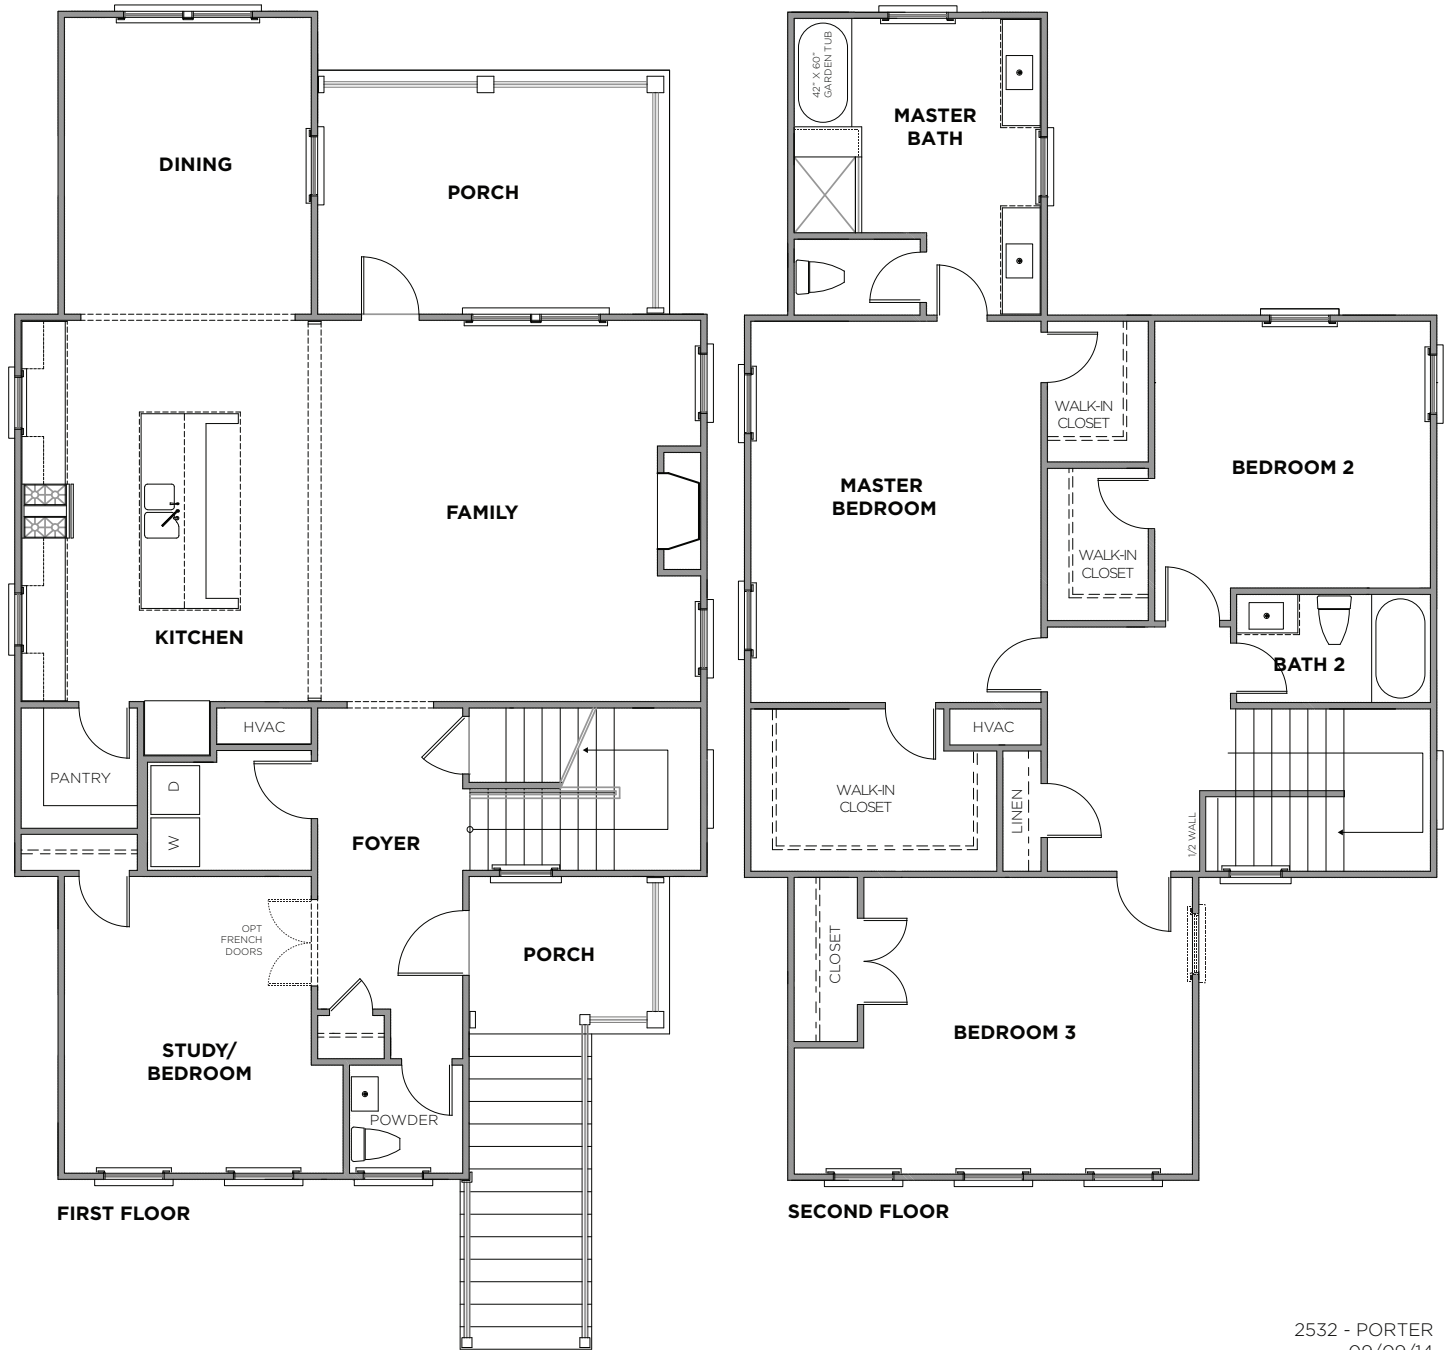 DINING
PORCH
KITCHEN
FAMILY
HVAC
PANTRY
D
W
FOYER
OPT
FRENCH
DOORS
PORCH
STUDY/
BEDROOM
POWDER
FIRST FLOOR
42" X 60"
GARDEN TUB
MASTER
BATH
WALK-IN
CLOSET
MASTER
BEDROOM
BEDROOM 2
WALK-IN
CLOSET
BATH 2
HVAC
WALK-IN
CLOSET
LINEN
1/2 WALL
CLOSET
BEDROOM 3
SECOND FLOOR
2532 - PORTER